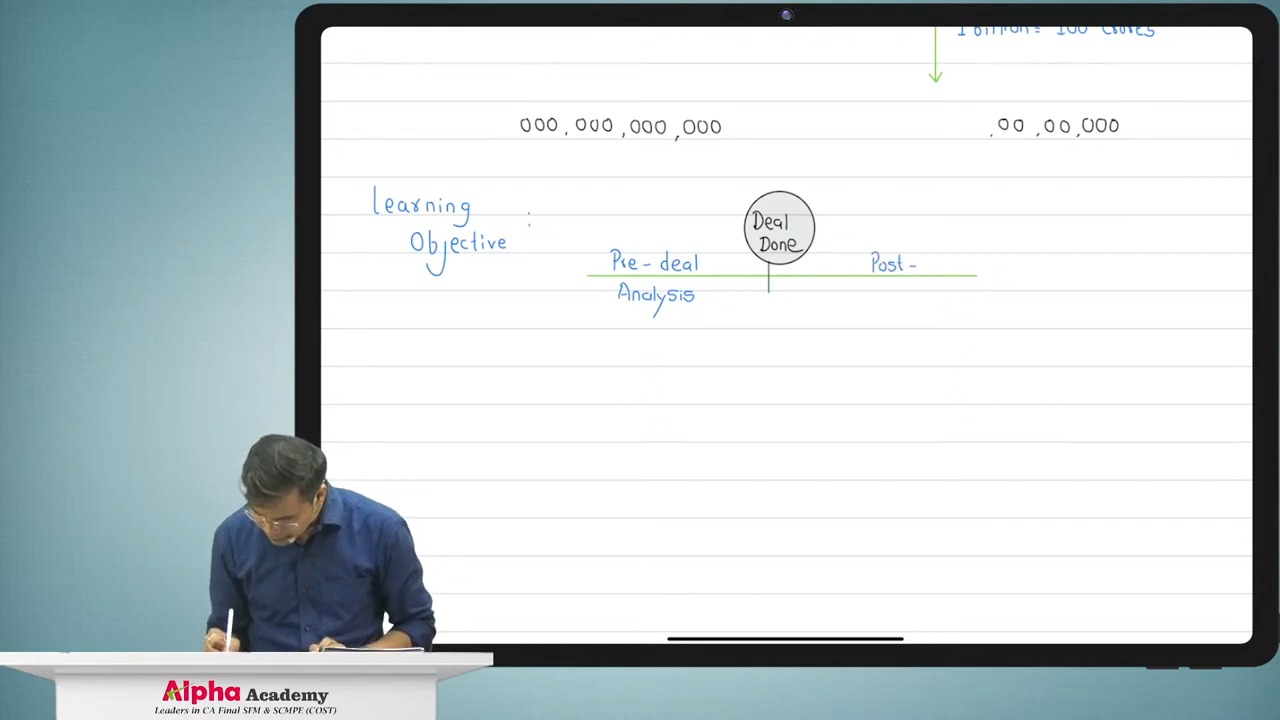 000,000,000,000
,00,00,000
Learning
Objective :
Deal
Done
Pre-deal
Post-
Analysis
Alpha Academy
Leaders in CA Final SFM & SCMPE (COST)